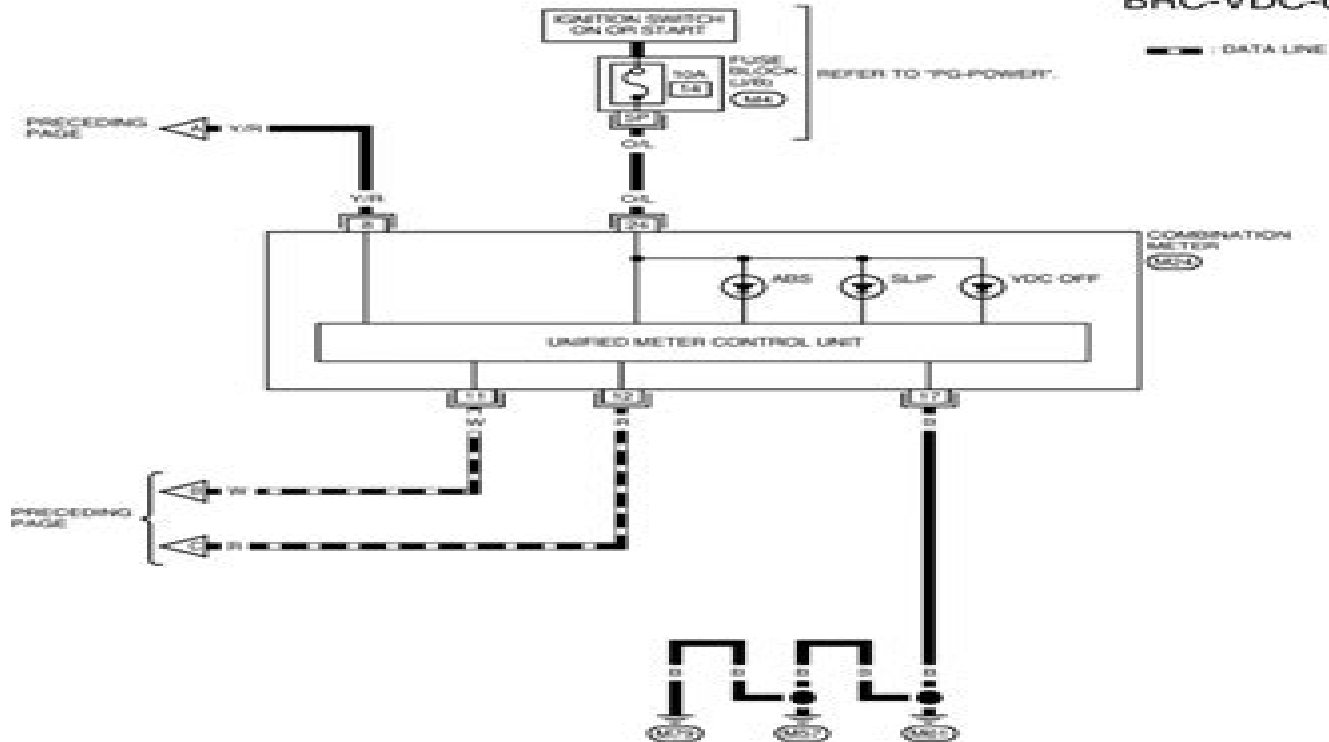 BRC-VDC-
: DATA LINE
IGNITION SWITCH
ON OR START
FUSE
BLOCK
(J/B)
10A
REFER TO "PG-POWER".
5P
O/L
PRECEDING
PAGE
A
Y/R
Y/R
O/L
8
24
COMBINATION
METER
M24
ABS
SLIP
VDC OFF
UNIFIED METER CONTROL UNIT
11
12
17
W
R
B
PRECEDING
PAGE
B
W
C
R
B
B
B
B
B
M79
M57
M61